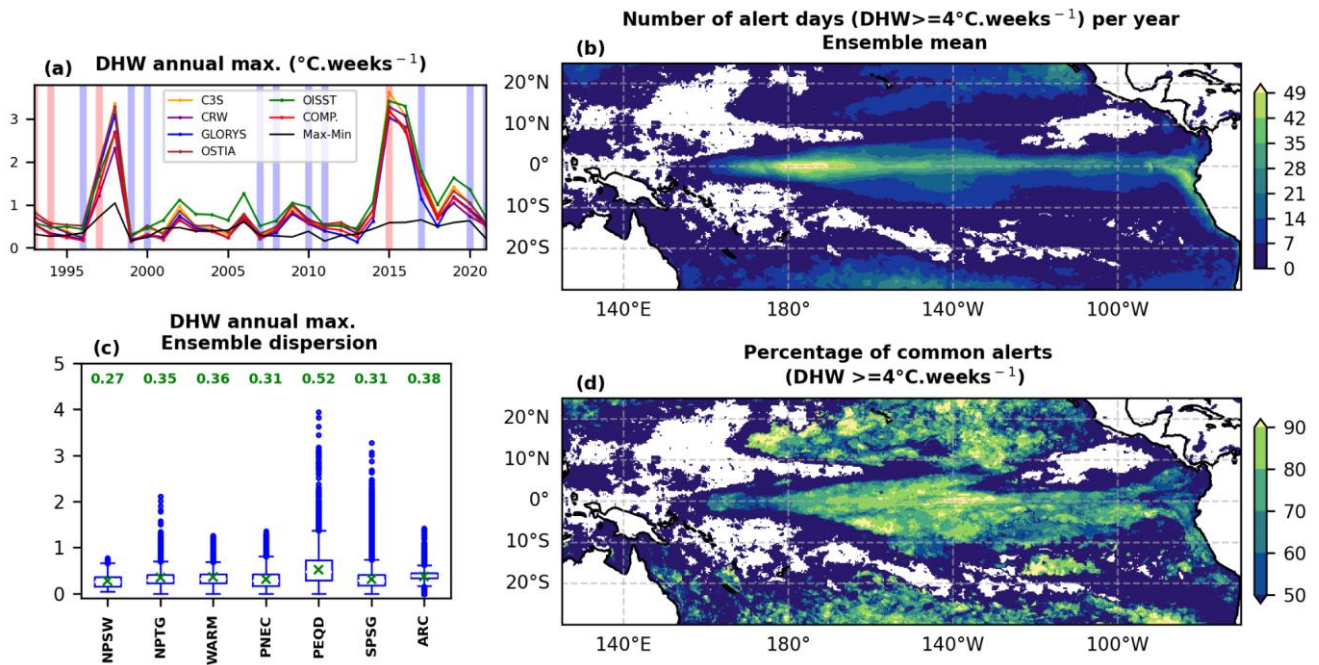 (a) DHW annual max. (°C.weeks⁻¹)
C3S
CRW
GLORYS
OSTIA
OISST
COMP.
Max-Min
3
2
1
0
1995 2000 2005 2010 2015 2020
Number of alert days (DHW>=4°C.weeks⁻¹) per year
Ensemble mean
(b)
20°N
10°N
0°
10°S
20°S
140°E 180° 140°W 100°W
49
42
35
28
21
14
7
0
DHW annual max.
Ensemble dispersion
(c)
5
4
3
2
1
0
0.27 0.35 0.36 0.31 0.52 0.31 0.38
NPSW NPTG WARM PNEC PEQD SPSG ARC
Percentage of common alerts
(DHW >=4°C.weeks⁻¹)
(d)
20°N
10°N
0°
10°S
20°S
140°E 180° 140°W 100°W
90
80
70
60
50